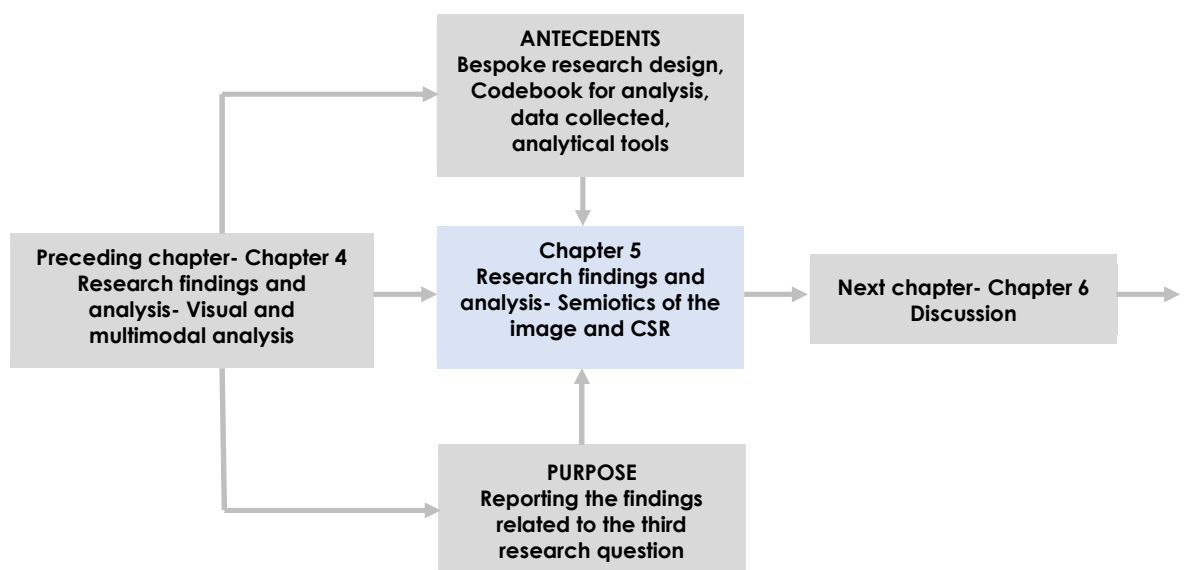 ANTECEDENTS
Bespoke research design,
Codebook for analysis,
data collected,
analytical tools
Preceding chapter- Chapter 4
Research findings and
analysis- Visual and
multimodal analysis
Chapter 5
Research findings and
analysis- Semiotics of the
image and CSR
Next chapter- Chapter 6
Discussion
PURPOSE
Reporting the findings
related to the third
research question